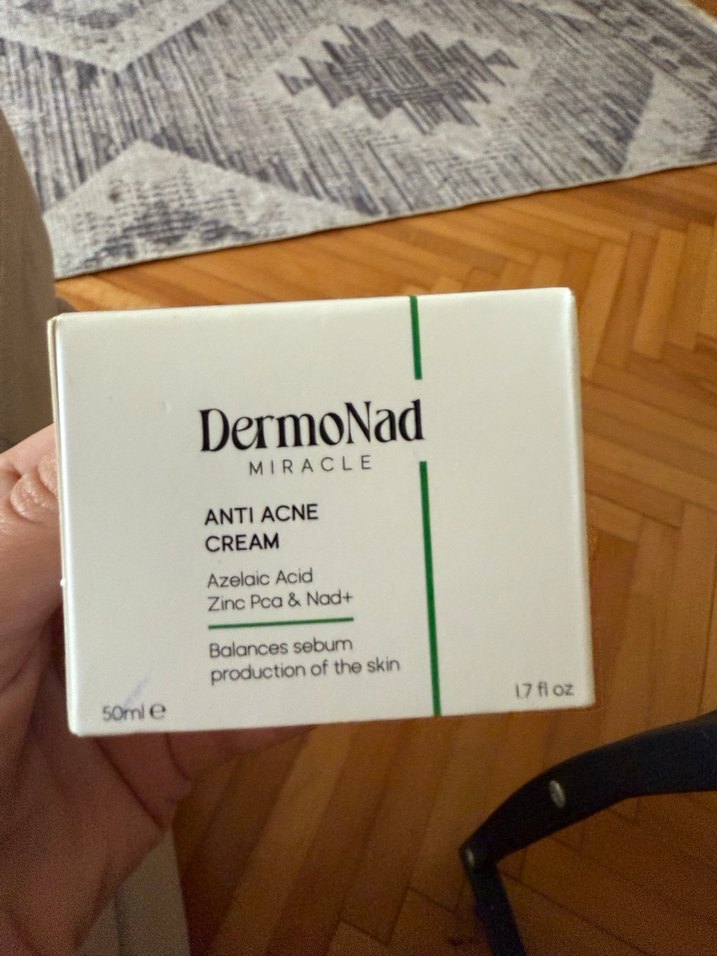 DermoNad
MIRACLE
ANTI ACNE
CREAM
Azelaic Acid
Zinc Pca & Nad+
Balances sebum
production of the skin
50ml ℮
1.7 fl oz